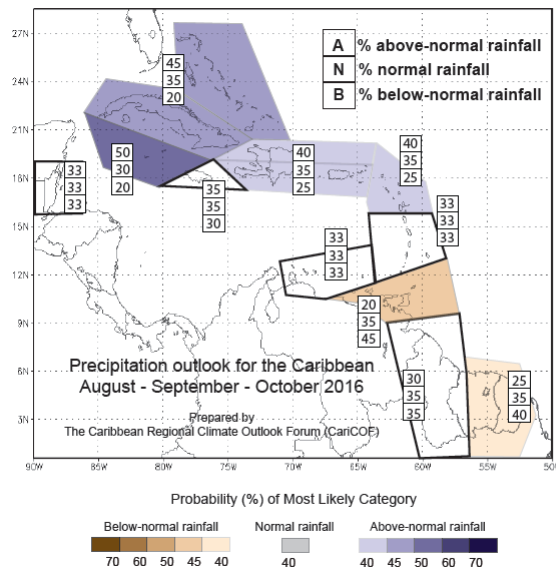 A % above-normal rainfall
N % normal rainfall
B % below-normal rainfall
27N
24N
21N
18N
15N
12N
9N
6N
3N
45
35
20
50
30
20
40
35
25
40
35
25
33
33
33
35
35
30
33
33
33
33
33
33
20
35
45
30
35
35
25
35
40
Precipitation outlook for the Caribbean
August - September - October 2016
Prepared by
The Caribbean Regional Climate Outlook Forum (CariCOF)
90W 85W 80W 75W 70W 65W 60W 55W 50
Probability (%) of Most Likely Category
Below-normal rainfall Normal rainfall Above-normal rainfall
70 60 50 45 40 40 40 45 50 60 70